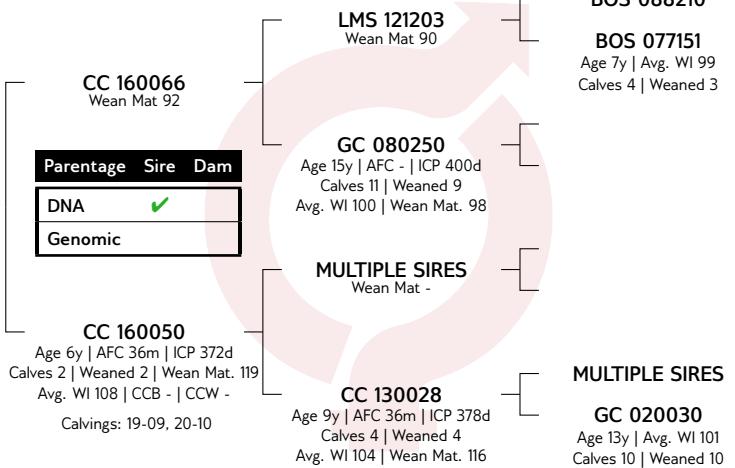 BOS 088210
LMS 121203
Wean Mat 90
BOS 077151
Age 7y | Avg. WI 99
Calves 4 | Weaned 3
CC 160066
Wean Mat 92
GC 080250
Age 15y | AFC - | ICP 400d
Calves 11 | Weaned 9
Avg. WI 100 | Wean Mat. 98
Parentage Sire Dam
DNA ✔
Genomic
MULTIPLE SIRES
Wean Mat -
CC 160050
Age 6y | AFC 36m | ICP 372d
Calves 2 | Weaned 2 | Wean Mat. 119
Avg. WI 108 | CCB - | CCW -
Calvings: 19-09, 20-10
MULTIPLE SIRES
CC 130028
Age 9y | AFC 36m | ICP 378d
Calves 4 | Weaned 4
Avg. WI 104 | Wean Mat. 116
GC 020030
Age 13y | Avg. WI 101
Calves 10 | Weaned 10